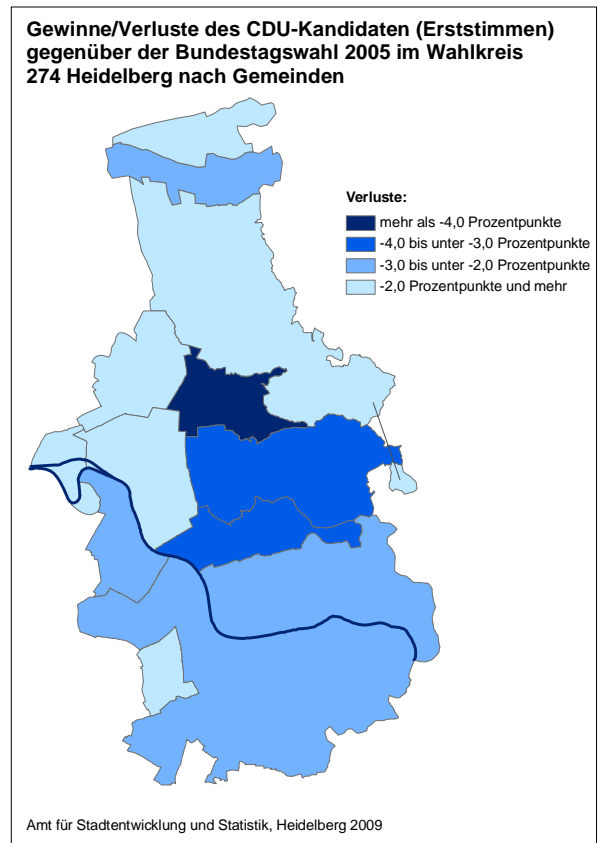 Gewinne/Verluste des CDU-Kandidaten (Erststimmen)
gegenüber der Bundestagswahl 2005 im Wahlkreis
274 Heidelberg nach Gemeinden
Verluste:
mehr als -4,0 Prozentpunkte
-4,0 bis unter -3,0 Prozentpunkte
-3,0 bis unter -2,0 Prozentpunkte
-2,0 Prozentpunkte und mehr
Amt für Stadtentwicklung und Statistik, Heidelberg 2009